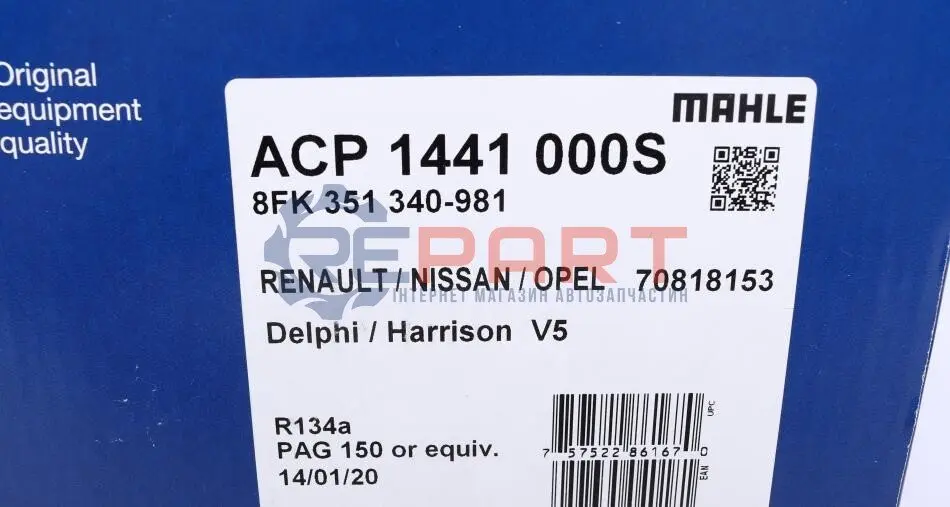 Original
equipment
quality
MAHLE
ACP 1441 000S
8FK 351 340-981
REPART
RENAULT / NISSAN / OPEL 70818153
ІНТЕРНЕТ МАГАЗИН АВТОЗАПЧАСТИН
Delphi / Harrison V5
R134a
PAG 150 or equiv.
14/01/20
UPC
7 57522 86167 0
EAN